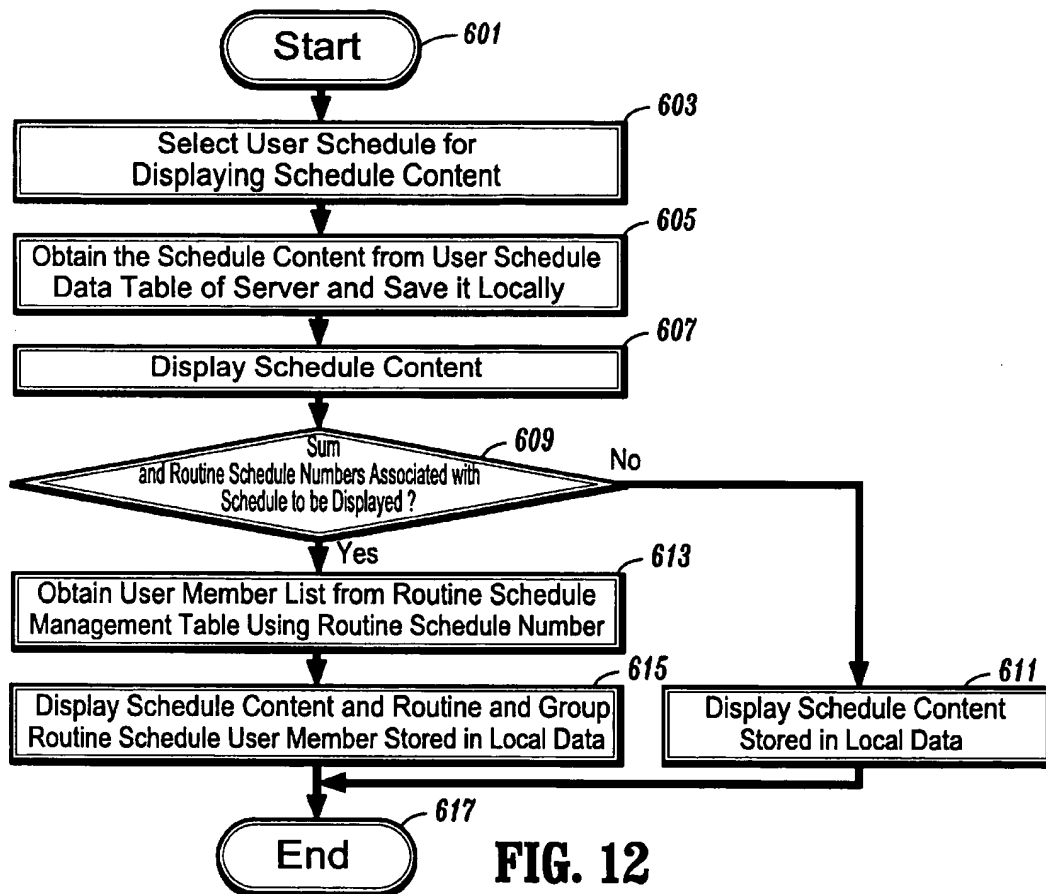 Start
601
603
Select User Schedule for
Displaying Schedule Content
605
Obtain the Schedule Content from User Schedule
Data Table of Server and Save it Locally
607
Display Schedule Content
609
Sum
and Routine Schedule Numbers Associated with
Schedule to be Displayed ?
No
Yes
613
Obtain User Member List from Routine Schedule
Management Table Using Routine Schedule Number
615
Display Schedule Content and Routine and Group
Routine Schedule User Member Stored in Local Data
611
Display Schedule Content
Stored in Local Data
617
End
FIG. 12